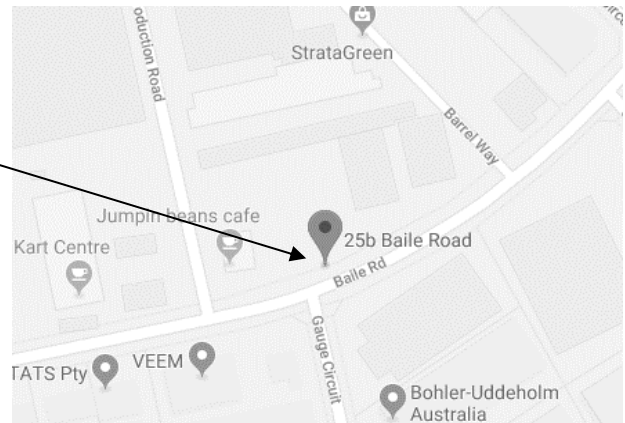 oduction Road
StrataGreen
Barrel Way
Jumpin beans cafe
Kart Centre
25b Baile Road
Baile Rd
Gauge Circuit
TATS Pty
VEEM
Bohler-Uddeholm
Australia